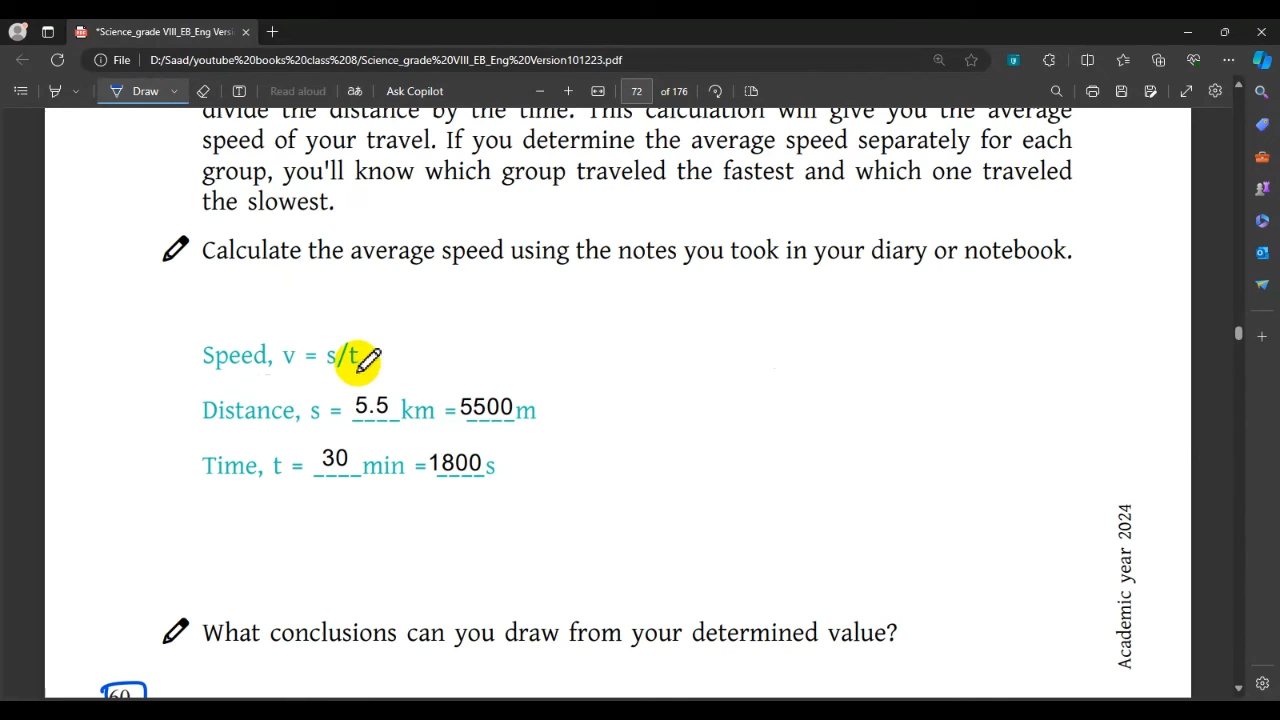 *Science_grade VIII_EB_Eng Versi
File D:/Saad/youtube%20books%20class%208/Science_grade%20VIII_EB_Eng%20Version101223.pdf
Draw Read aloud aあ Ask Copilot 72 of 176
divide the distance by the time. This calculation will give you the average
speed of your travel. If you determine the average speed separately for each
group, you'll know which group traveled the fastest and which one traveled
the slowest.
Calculate the average speed using the notes you took in your diary or notebook.
Speed, v = s/t
Distance, s = 5.5 km = 5500 m
Time, t = 30 min = 1800 s
What conclusions can you draw from your determined value?
60
Academic year 2024